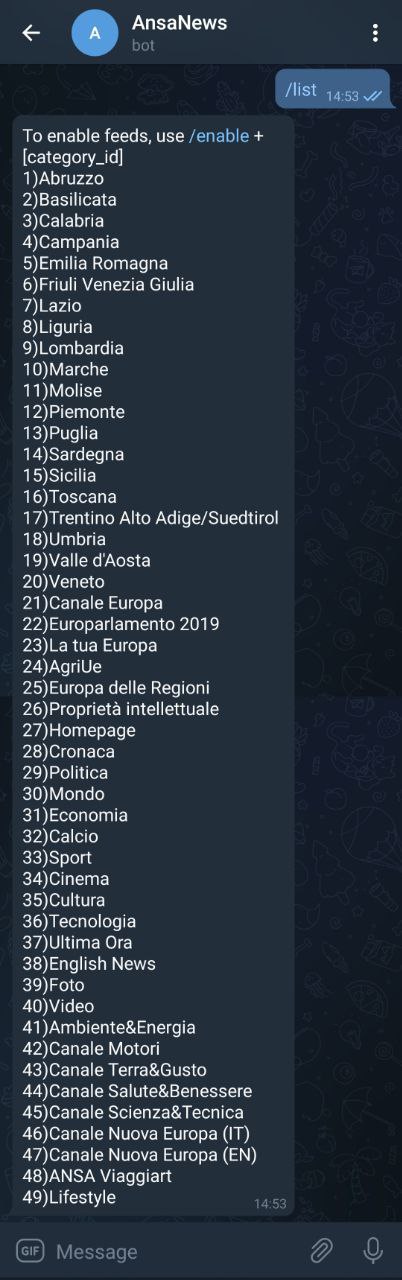 AnsaNews
A
bot
/list
14:53
To enable feeds, use /enable +
[category_id]
1)Abruzzo
2)Basilicata
3)Calabria
4)Campania
5)Emilia Romagna
6)Friuli Venezia Giulia
7)Lazio
8)Liguria
9)Lombardia
10)Marche
11)Molise
12)Piemonte
13)Puglia
14)Sardegna
15)Sicilia
16)Toscana
17)Trentino Alto Adige/Suedtirol
18)Umbria
19)Valle d'Aosta
20)Veneto
21)Canale Europa
22)Europarlamento 2019
23)La tua Europa
24)AgriUe
25)Europa delle Regioni
26)Proprietà intellettuale
27)Homepage
28)Cronaca
29)Politica
30)Mondo
31)Economia
32)Calcio
33)Sport
34)Cinema
35)Cultura
36)Tecnologia
37)Ultima Ora
38)English News
39)Foto
40)Video
41)Ambiente&Energia
42)Canale Motori
43)Canale Terra&Gusto
44)Canale Salute&Benessere
45)Canale Scienza&Tecnica
46)Canale Nuova Europa (IT)
47)Canale Nuova Europa (EN)
48)ANSA Viaggiart
49)Lifestyle
14:53
GIF
Message